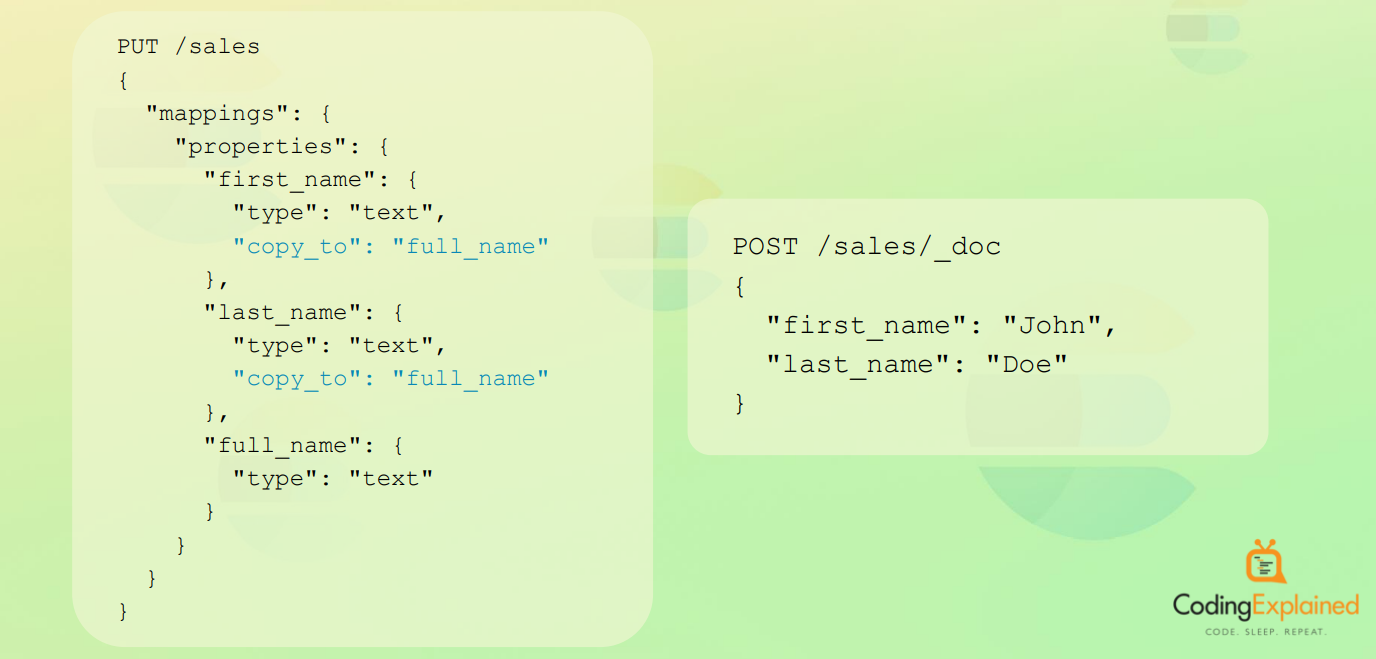 PUT /sales
{
  "mappings": {
    "properties": {
      "first_name": {
        "type": "text",
        "copy_to": "full_name"
      },
      "last_name": {
        "type": "text",
        "copy_to": "full_name"
      },
      "full_name": {
        "type": "text"
      }
    }
  }
}
POST /sales/_doc
{
  "first_name": "John",
  "last_name": "Doe"
}
CodingExplained
CODE. SLEEP. REPEAT.